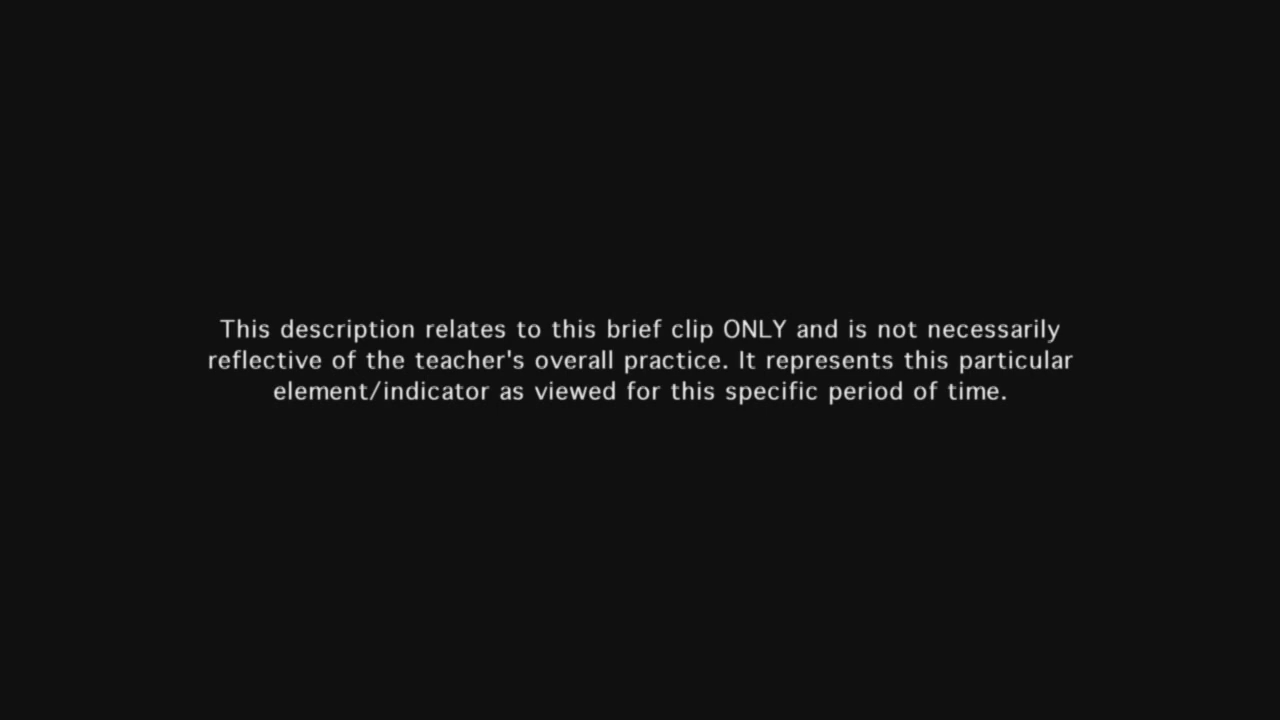 This description relates to this brief clip ONLY and is not necessarily
reflective of the teacher's overall practice. It represents this particular
element/indicator as viewed for this specific period of time.